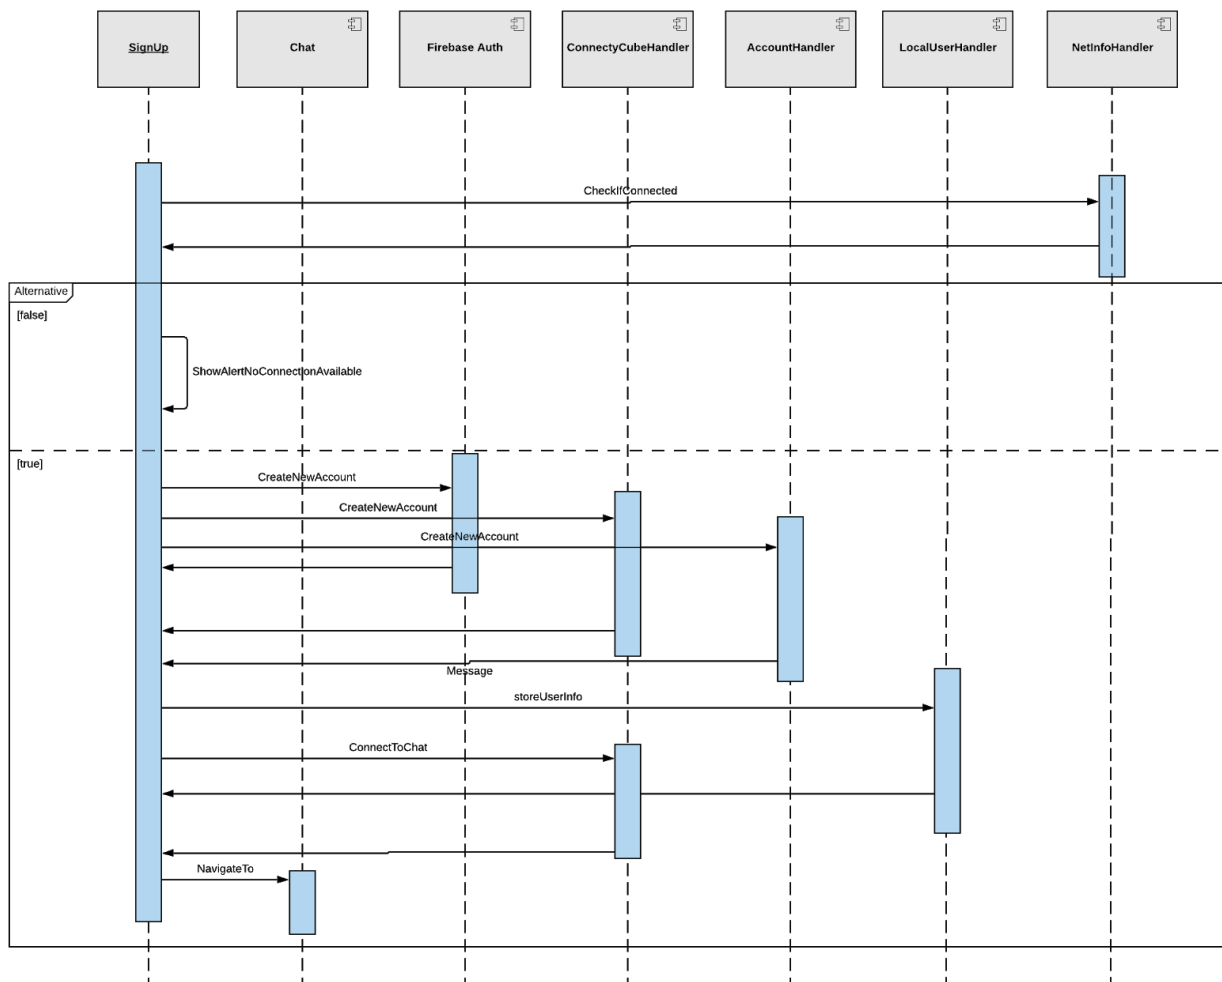 SignUp
Chat
Firebase Auth
ConnectyCubeHandler
AccountHandler
LocalUserHandler
NetInfoHandler
CheckIfConnected
Alternative
[false]
ShowAlertNoConnectionAvailable
[true]
CreateNewAccount
CreateNewAccount
CreateNewAccount
Message
storeUserInfo
ConnectToChat
NavigateTo